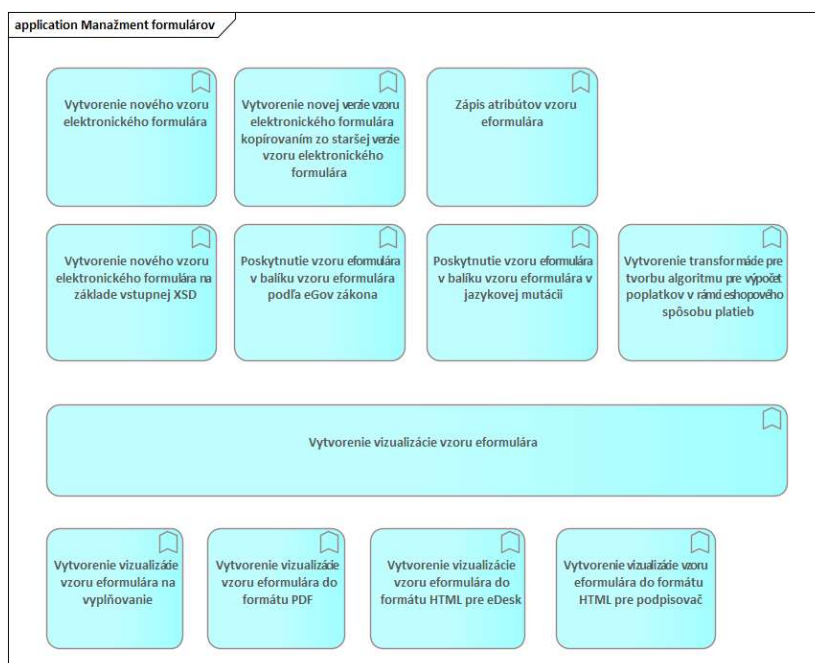 application Manažment formulárov
Vytvorenie nového vzoru
elektronického formulára
Vytvorenie novej verzie vzoru
elektronického formulára
kopírovaním zo staršej verzie
vzoru elektronického
formulára
Zápis atribútov vzoru
eformulára
Vytvorenie nového vzoru
elektronického formulára na
základe vstupnej XSD
Poskytnutie vzoru eformulára
v balíku vzoru eformulára
podľa eGov zákona
Poskytnutie vzoru eformulára
v balíku vzoru eformulára v
jazykovej mutácii
Vytvorenie transformácie pre
tvorbu algoritmu pre výpočet
poplatkov v rámci eshopového
spôsobu platieb
Vytvorenie vizualizácie vzoru eformulára
Vytvorenie vizualizácie
vzoru eformulára na
vyplňovanie
Vytvorenie vizualizácie
vzoru eformulára do
formátu PDF
Vytvorenie vizualizácie
vzoru eformulára do
formátu HTML pre eDesk
Vytvorenie vizualizácie vzoru
eformulára do formátu
HTML pre podpisovač